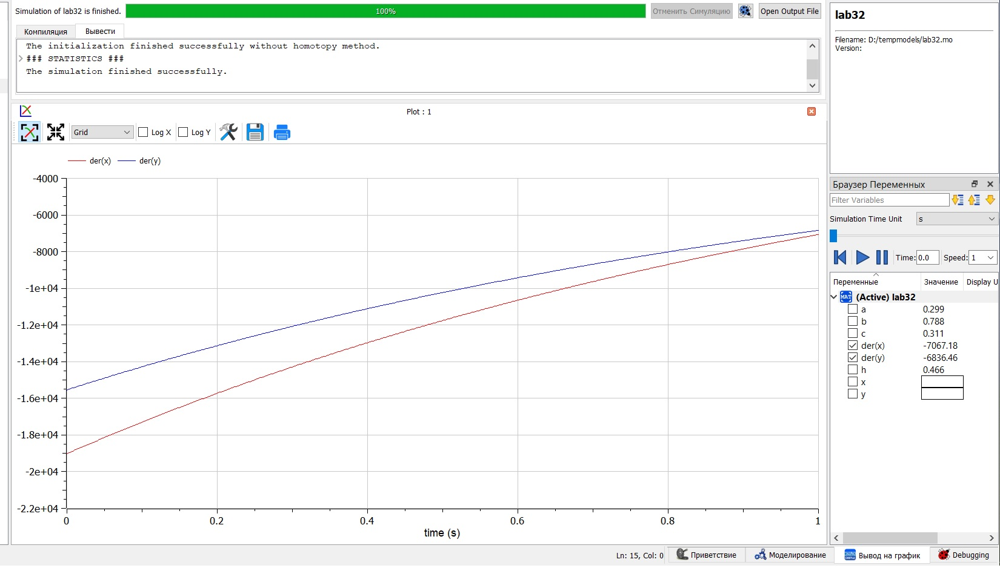 Simulation of lab32 is finished.
100%
Отменить Симуляцию
Open Output File
Компиляция
Вывести
The initialization finished successfully without homotopy method.
### STATISTICS ###
The simulation finished successfully.
Plot : 1
Grid
Log X
Log Y
der(x)
der(y)
-4000
-6000
-8000
-1e+04
-1.2e+04
-1.4e+04
-1.6e+04
-1.8e+04
-2e+04
-2.2e+04
0 0.2 0.4 0.6 0.8 1
time (s)
lab32
Filename: D:/tempmodels/lab32.mo
Version:
Браузер Переменных
Filter Variables
Simulation Time Unit s
Time: 0.0 Speed: 1
Переменные Значение Display U
MAT (Active) lab32
a 0.299
b 0.788
c 0.311
der(x) -7067.18
der(y) -6836.46
h 0.466
x
y
Ln: 15, Col: 0
Приветствие
Моделирование
Вывод на график
Debugging